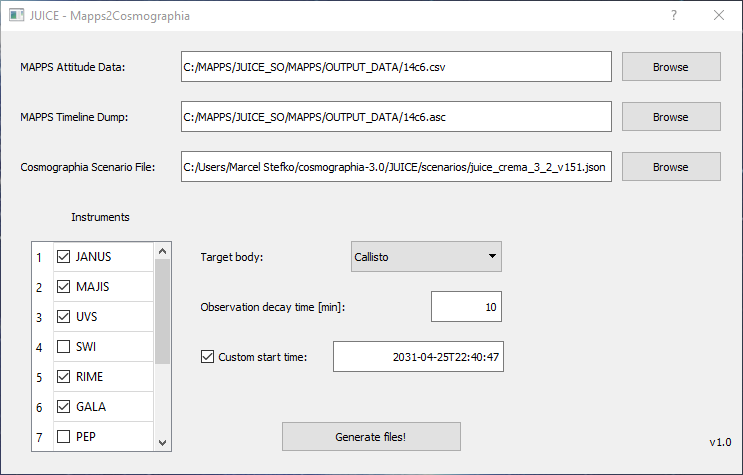 JUICE - Mapps2Cosmographia
MAPPS Attitude Data: C:/MAPPS/JUICE_SO/MAPPS/OUTPUT_DATA/14c6.csv Browse
MAPPS Timeline Dump: C:/MAPPS/JUICE_SO/MAPPS/OUTPUT_DATA/14c6.asc Browse
Cosmographia Scenario File: C:/Users/Marcel Stefko/cosmographia-3.0/JUICE/scenarios/juice_crema_3_2_v151.json Browse
Instruments
1 JANUS
2 MAJIS
3 UVS
4 SWI
5 RIME
6 GALA
7 PEP
Target body: Callisto
Observation decay time [min]: 10
Custom start time: 2031-04-25T22:40:47
Generate files!
v1.0